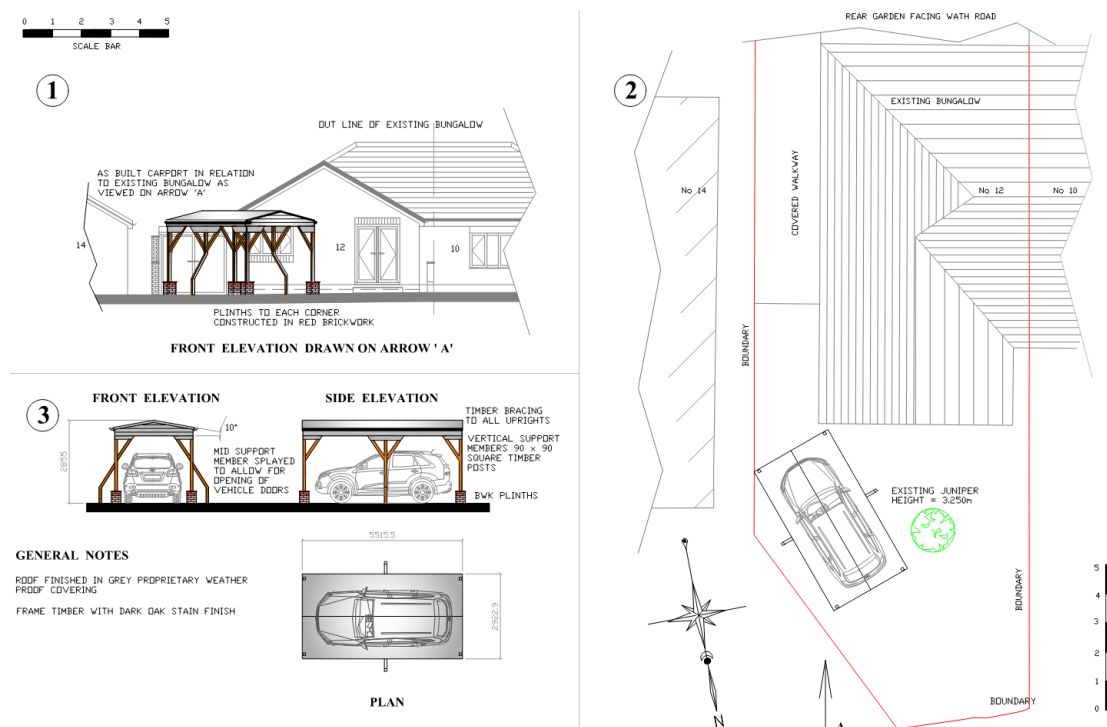 0 1 2 3 4 5
SCALE BAR
1
OUT LINE OF EXISTING BUNGALOW
AS BUILT CARPORT IN RELATION
TO EXISTING BUNGALOW AS
VIEWED ON ARROW 'A'
14
12
10
PLINTHS TO EACH CORNER
CONSTRUCTED IN RED BRICKWORK
FRONT ELEVATION DRAWN ON ARROW ' A'
3
FRONT ELEVATION
SIDE ELEVATION
10°
2855
MID SUPPORT
MEMBER SPLAYED
TO ALLOW FOR
OPENING OF
VEHICLE DOORS
TIMBER BRACING
TO ALL UPRIGHTS
VERTICAL SUPPORT
MEMBERS 90 x 90
SQUARE TIMBER
POSTS
BWK PLINTHS
GENERAL NOTES
ROOF FINISHED IN GREY PROPRIETARY WEATHER
PROOF COVERING
FRAME TIMBER WITH DARK OAK STAIN FINISH
5515.5
2922.9
PLAN
2
REAR GARDEN FACING WATH ROAD
EXISTING BUNGALOW
No 14
COVERED WALKWAY
No 12
No 10
BOUNDARY
EXISTING JUNIPER
HEIGHT = 3.250m
BOUNDARY
BOUNDARY
N
5
4
3
2
1
0